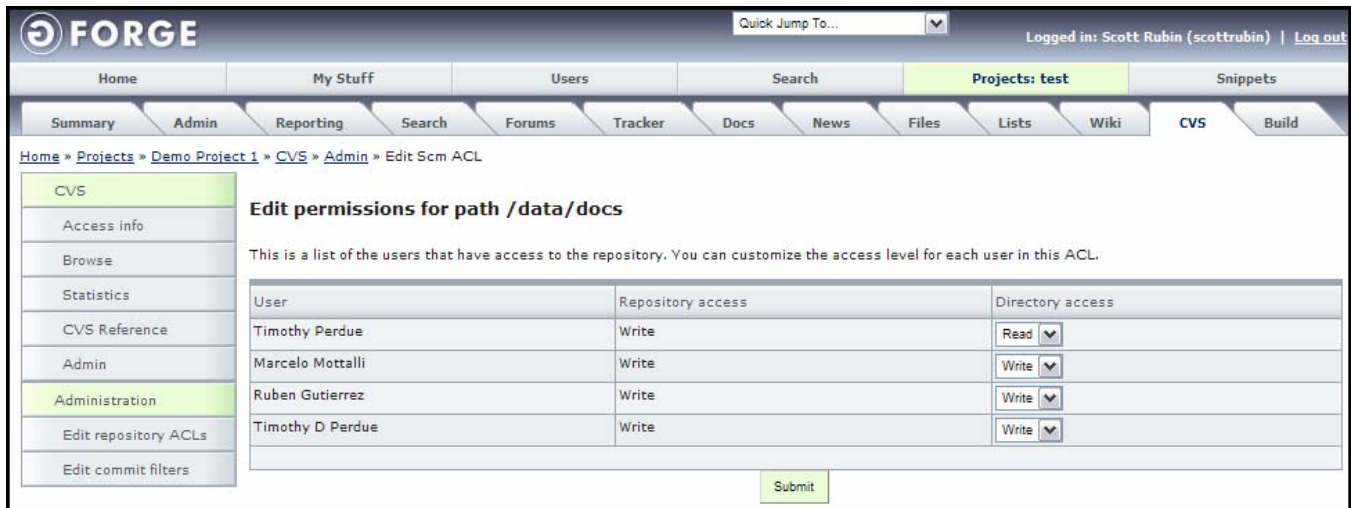 GFORGE
Quick Jump To...
Logged in: Scott Rubin (scottrubin) | Log out
Home My Stuff Users Search Projects: test Snippets
Summary Admin Reporting Search Forums Tracker Docs News Files Lists Wiki CVS Build
Home » Projects » Demo Project 1 » CVS » Admin » Edit Scm ACL
CVS
Access info
Browse
Statistics
CVS Reference
Admin
Administration
Edit repository ACLs
Edit commit filters
Edit permissions for path /data/docs
This is a list of the users that have access to the repository. You can customize the access level for each user in this ACL.
User Repository access Directory access
Timothy Perdue Write Read
Marcelo Mottalli Write Write
Ruben Gutierrez Write Write
Timothy D Perdue Write Write
Submit